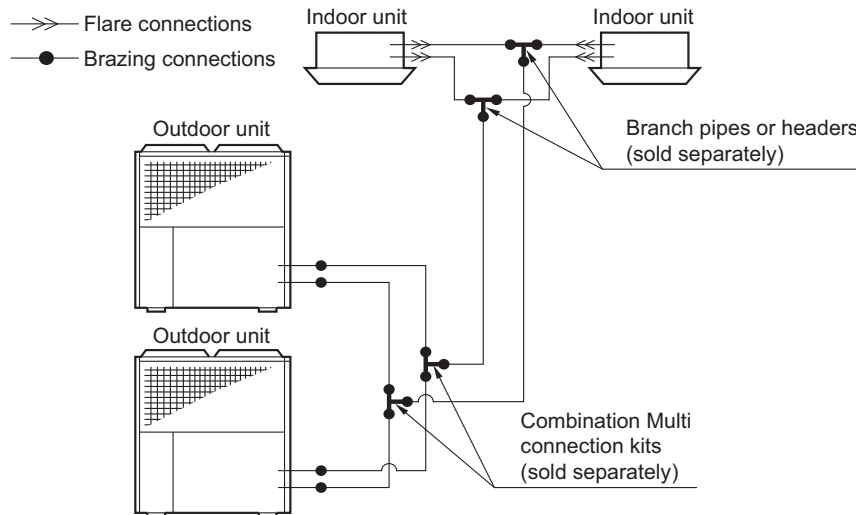 Flare connections
Brazing connections
Indoor unit
Indoor unit
Branch pipes or headers
(sold separately)
Outdoor unit
Outdoor unit
Combination Multi
connection kits
(sold separately)